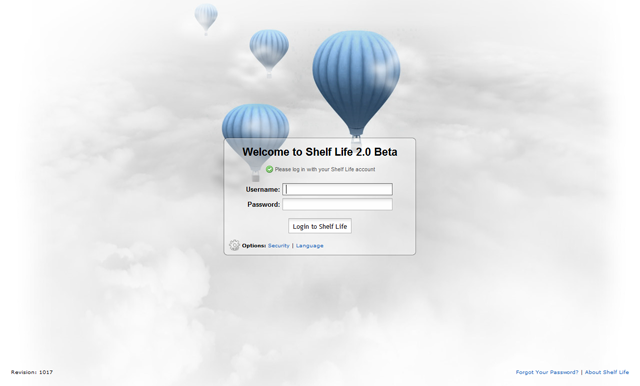 Welcome to Shelf Life 2.0 Beta
Please log in with your Shelf Life account
Username:
Password:
Login to Shelf Life
Options: Security | Language
Revision: 1017
Forgot Your Password? | About Shelf Life